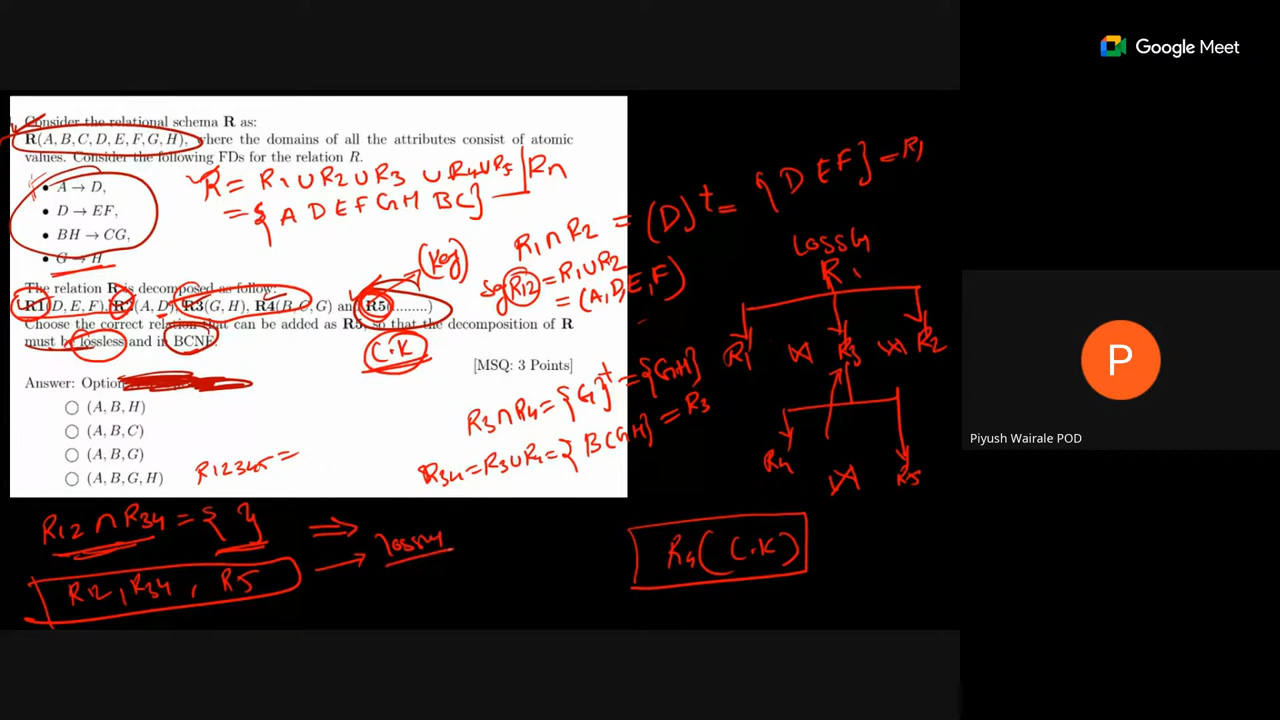 Google Meet
Consider the relational schema R as:
R(A, B, C, D, E, F, G, H), where the domains of all the attributes consist of atomic
values. Consider the following FDs for the relation R.
• A → D,
• D → EF,
• BH → CG,
• G → H
R = R1 ∪ R2 ∪ R3 ∪ R4 ∪ R5 | Rn
= { A D E F G H B C }
The relation R is decomposed as follow:
R1(D, E, F), R2(A, D), R3(G, H), R4(B, C, G) and R5(.........)
Choose the correct relation that can be added as R5, so that the decomposition of R
must be lossless and in BCNF.
[MSQ: 3 Points]
Answer: Option
(A, B, H)
(A, B, C)
(A, B, G)
(A, B, G, H)
(Key)
C.K
R12345 =
R1 ∩ R2 = (D)+ = { D E F } = R1
R12 = R1 ∪ R2
= (A, D, E, F)
R3 ∩ R4 = {G}+ = {GH}
R34 = R3 ∪ R4 = { B C G H } = R3
R12 ∩ R34 = { } ⇒ lossy
R12, R34, R5
lossly
R
R1 ⋈ R3 ⋈ R2
R4 ⋈ R5
R5 (C.K)
P
Piyush Wairale POD